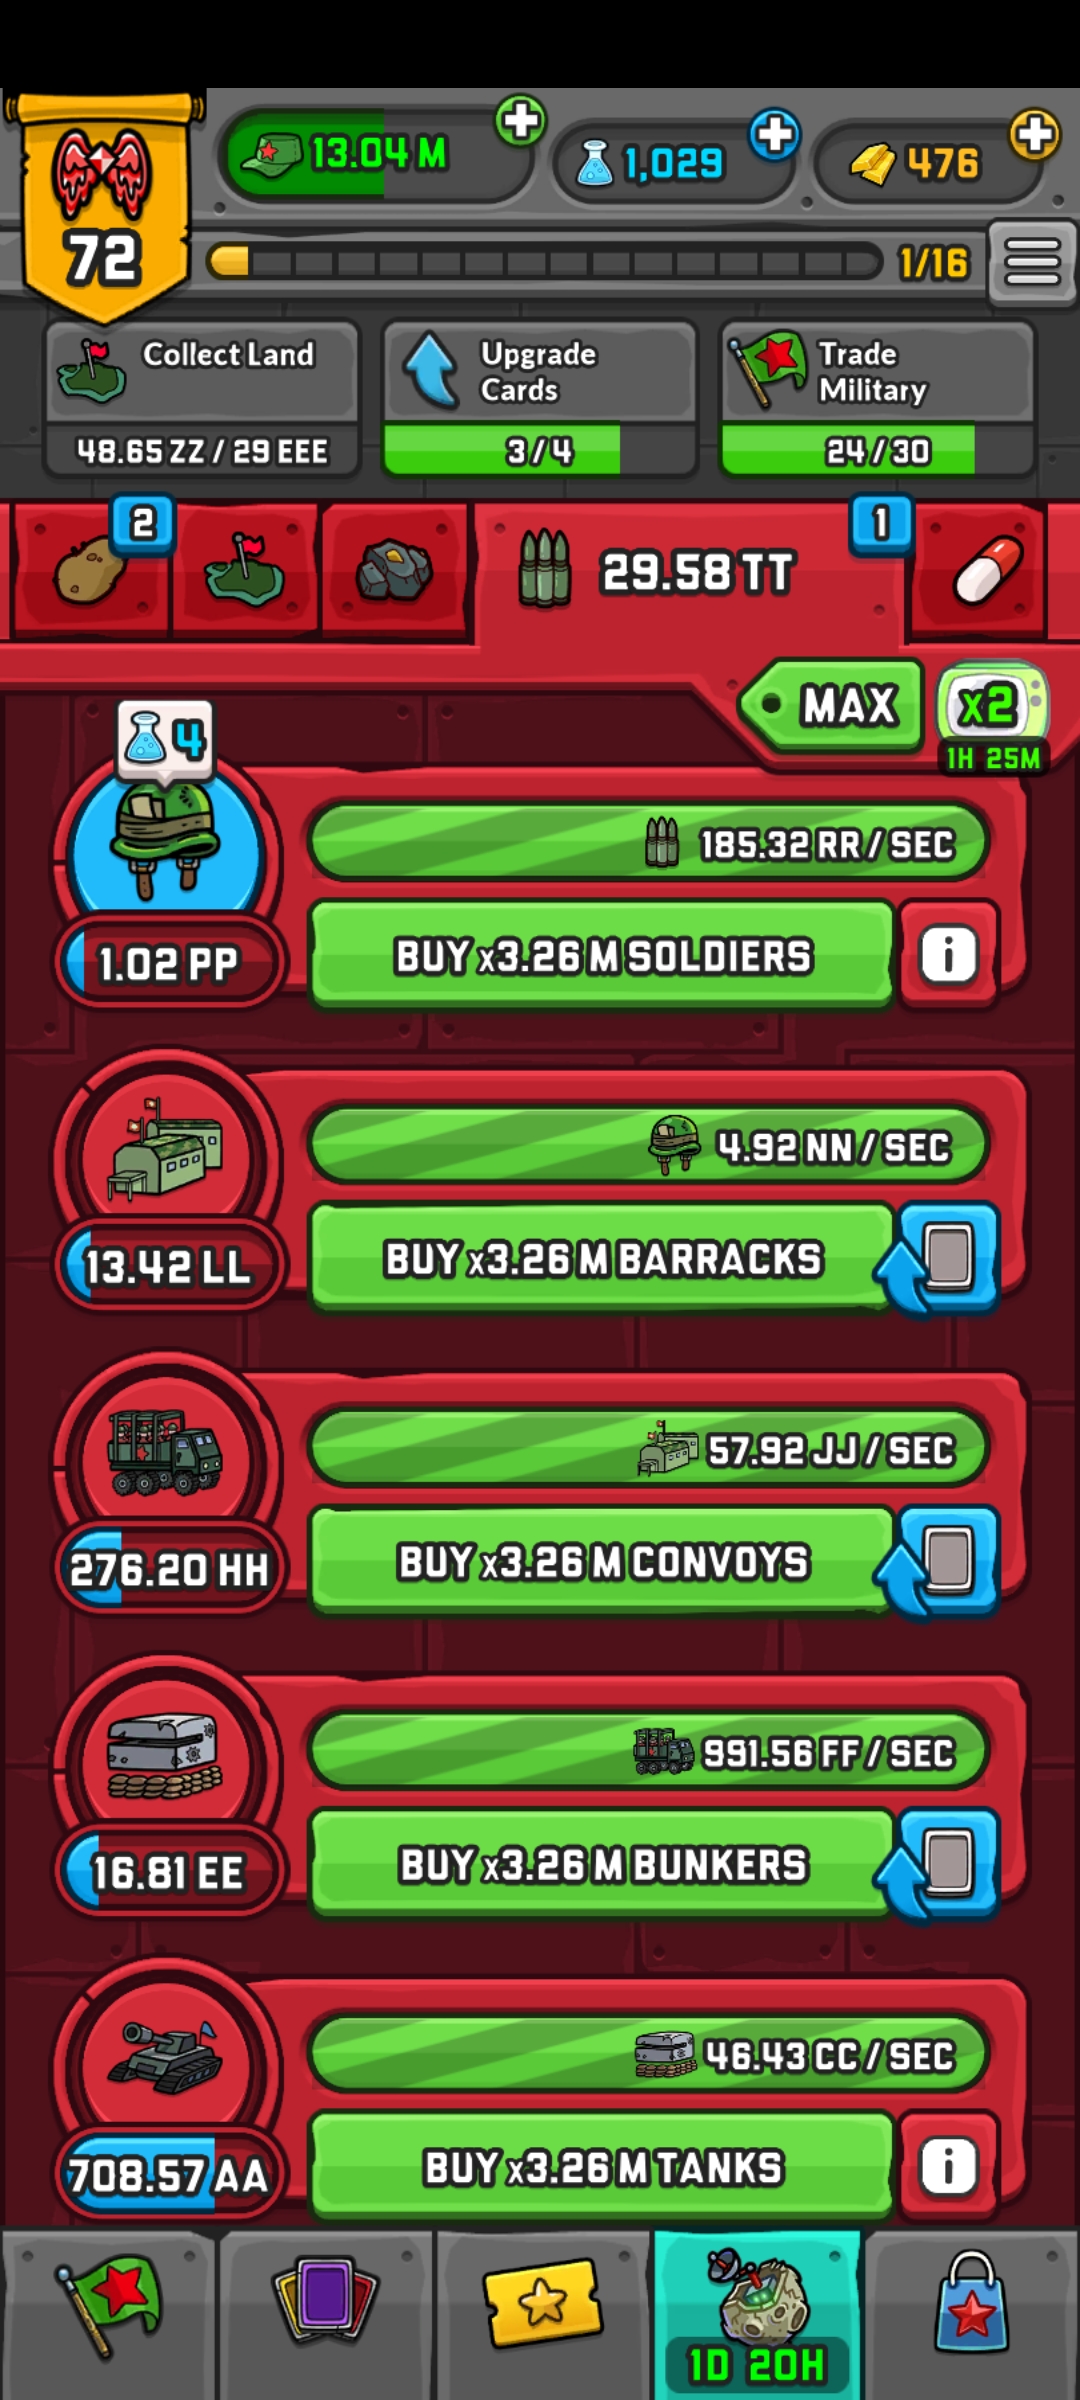 13.04 M
1,029
476
72
1/16
Collect Land
48.65 ZZ / 29 EEE
Upgrade
Cards
3/4
Trade
Military
24/30
2
29.58 TT
1
MAX
x2
1H 25M
4
185.32 RR / SEC
1.02 PP
BUY x3.26 M SOLDIERS
i
4.92 NN / SEC
13.42 LL
BUY x3.26 M BARRACKS
57.92 JJ / SEC
276.20 HH
BUY x3.26 M CONVOYS
991.56 FF / SEC
16.81 EE
BUY x3.26 M BUNKERS
46.43 CC / SEC
708.57 AA
BUY x3.26 M TANKS
i
1D 20H